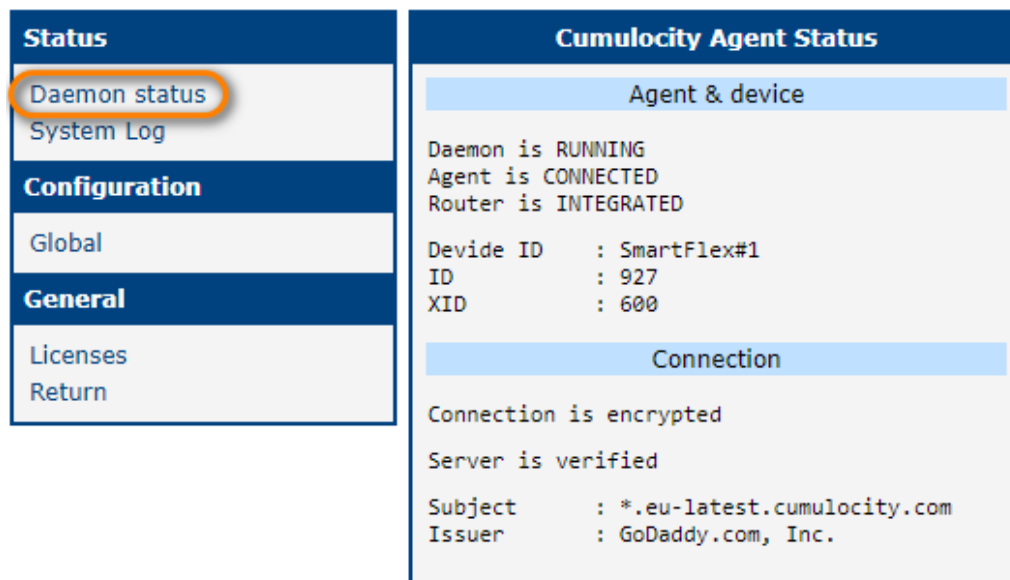 Status
Daemon status
System Log
Configuration
Global
General
Licenses
Return
Cumulocity Agent Status
Agent & device
Daemon is RUNNING
Agent is CONNECTED
Router is INTEGRATED
Devide ID : SmartFlex#1
ID : 927
XID : 600
Connection
Connection is encrypted
Server is verified
Subject : *.eu-latest.cumulocity.com
Issuer : GoDaddy.com, Inc.